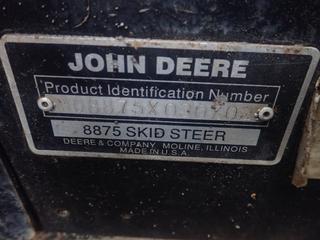 JOHN DEERE
Product Identification Number
8875 SKID STEER
DEERE & COMPANY MOLINE, ILLINOIS
MADE IN U.S.A.